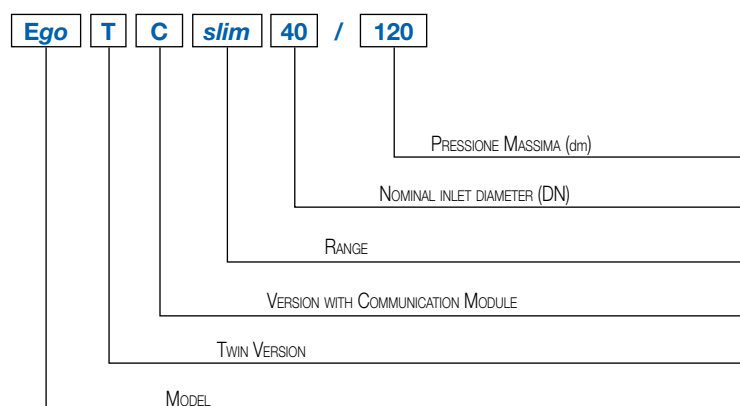 Ego T C slim 40 / 120
Pressione Massima (dm)
Nominal inlet diameter (DN)
Range
Version with Communication Module
Twin Version
Model